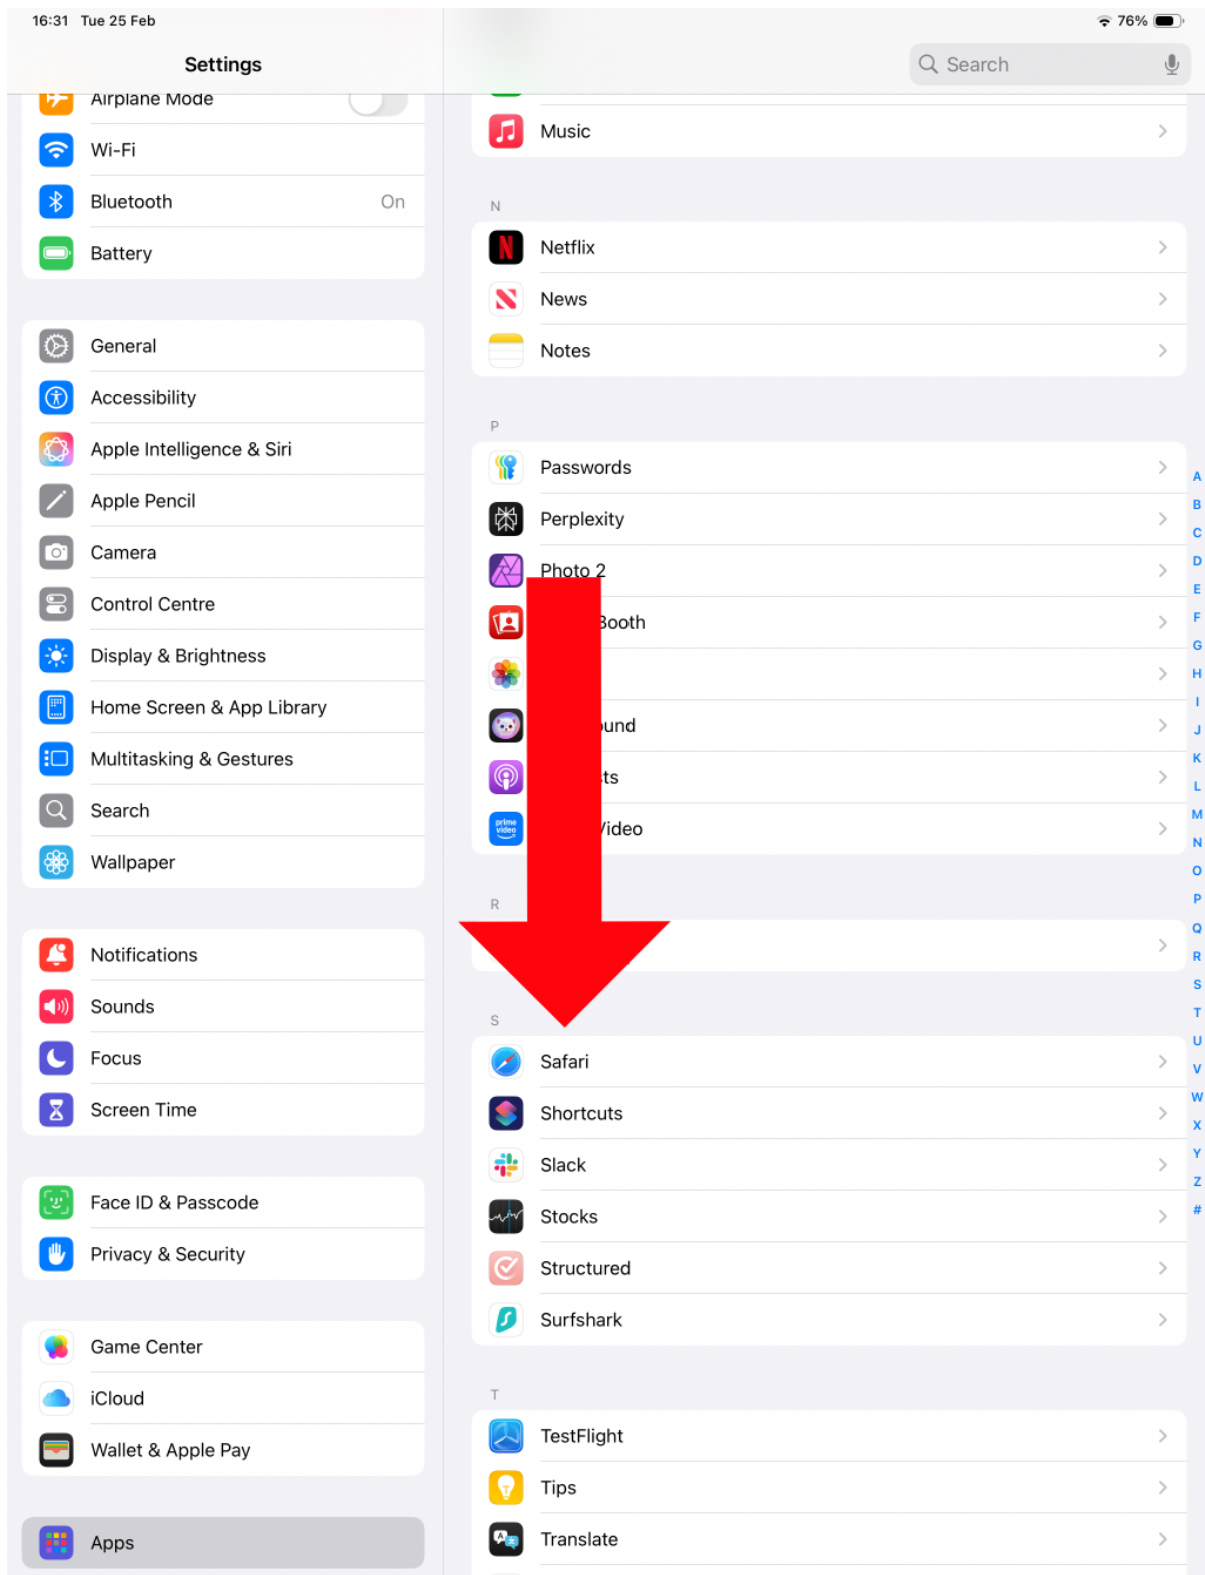 16:31 Tue 25 Feb
76%
Settings
Airplane Mode
Wi-Fi
Bluetooth On
Battery
General
Accessibility
Apple Intelligence & Siri
Apple Pencil
Camera
Control Centre
Display & Brightness
Home Screen & App Library
Multitasking & Gestures
Search
Wallpaper
Notifications
Sounds
Focus
Screen Time
Face ID & Passcode
Privacy & Security
Game Center
iCloud
Wallet & Apple Pay
Apps
Search
Music
N
Netflix
News
Notes
P
Passwords
Perplexity
Photo 2
Booth
und
ts
prime
video
Video
R
S
Safari
Shortcuts
Slack
Stocks
Structured
Surfshark
T
TestFlight
Tips
Translate
A
B
C
D
E
F
G
H
I
J
K
L
M
N
O
P
Q
R
S
T
U
V
W
X
Y
Z
#